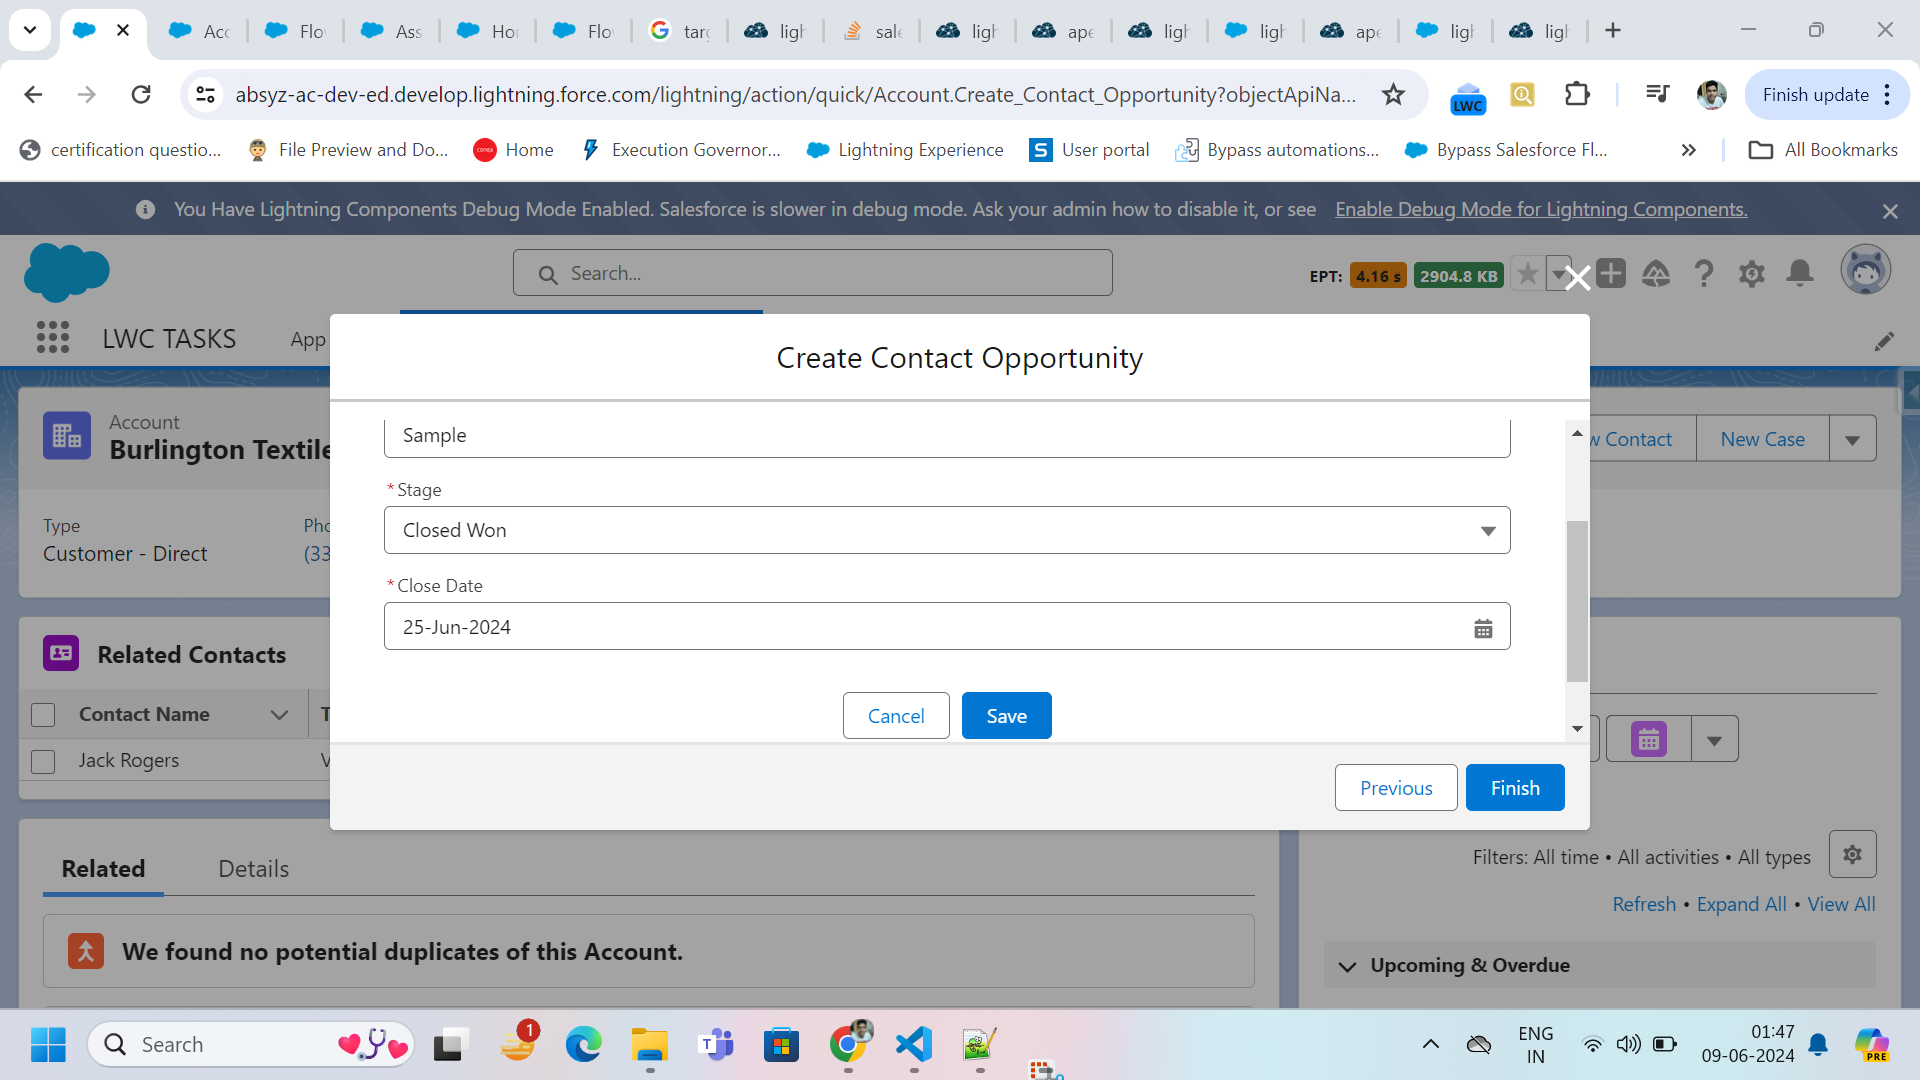 Acc
Flo
Ass
Ho
Flo
targ
ligh
sale
ligh
ape
ligh
ligh
ape
ligh
ligh
absyz-ac-dev-ed.develop.lightning.force.com/lightning/action/quick/Account.Create_Contact_Opportunity?objectApiNa...
LWC
Finish update
certification questio...
File Preview and Do...
Home
Execution Governor...
Lightning Experience
User portal
Bypass automations...
Bypass Salesforce Fl...
All Bookmarks
You Have Lightning Components Debug Mode Enabled. Salesforce is slower in debug mode. Ask your admin how to disable it, or see Enable Debug Mode for Lightning Components.
Search...
EPT: 4.16 s 2904.8 KB
LWC TASKS
App
Create Contact Opportunity
Account
Burlington Textile
w Contact
New Case
Sample
*Stage
Closed Won
Type
Pho
Customer - Direct
(33
*Close Date
25-Jun-2024
Related Contacts
Contact Name
T
Cancel
Save
Jack Rogers
V
Previous
Finish
Related
Details
Filters: All time • All activities • All types
Refresh • Expand All • View All
We found no potential duplicates of this Account.
Upcoming & Overdue
Search
1
ENG
IN
01:47
09-06-2024
PRE